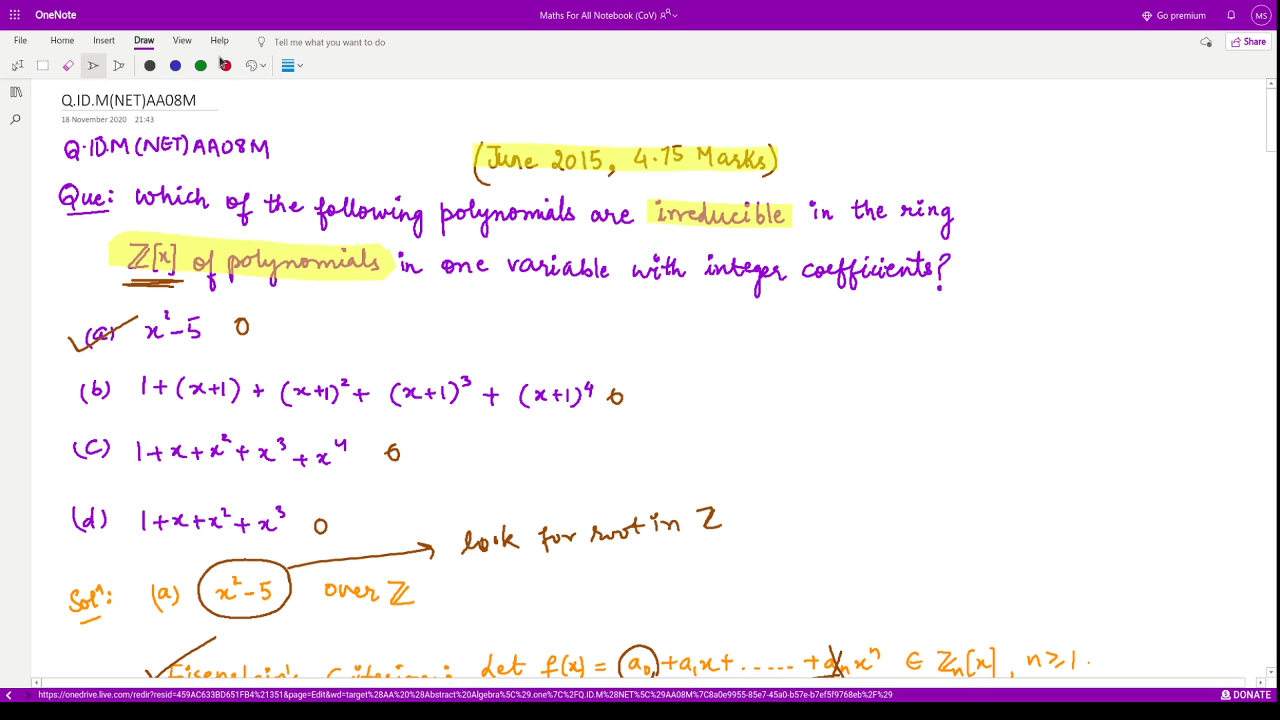 OneNote
Maths For All Notebook (CoV)
Go premium
MS
File Home Insert Draw View Help Tell me what you want to do
Share
Q.ID.M(NET)AA08M
18 November 2020 21:43
Q.ID.M(NET)AA08M
(June 2015, 4.75 Marks)
Que: Which of the following polynomials are irreducible in the ring
ℤ[x] of polynomials in one variable with integer coefficients?
(a) x²-5 0
(b) 1+(x+1) + (x+1)² + (x+1)³ + (x+1)⁴ 0
(C) 1+x+x²+x³+x⁴ 0
(d) 1+x+x²+x³ 0
look for root in Z
Solⁿ: (a) x²-5 over ℤ
Eisenstein's Criterion: Let f(x) = a₀+a₁x+......+aₙxⁿ ∈ ℤₙ[x], n≥1.
https://onedrive.live.com/redir?resid=459AC633BD651FB4%21351&page=Edit&wd=target%28AA%20%28Abstract%20Algebra%5C%29.one%7C%2FQ.ID.M%28NET%5C%29AA08M%7C8a0e9955-85e7-45a0-b57e-b7ef5f9768eb%2F%29
DONATE